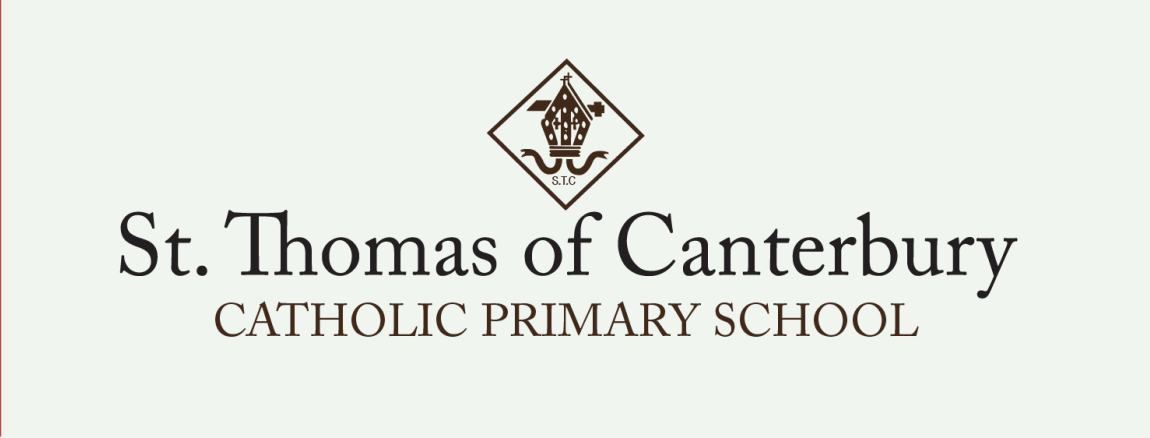 S.T.C
St. Thomas of Canterbury
CATHOLIC PRIMARY SCHOOL